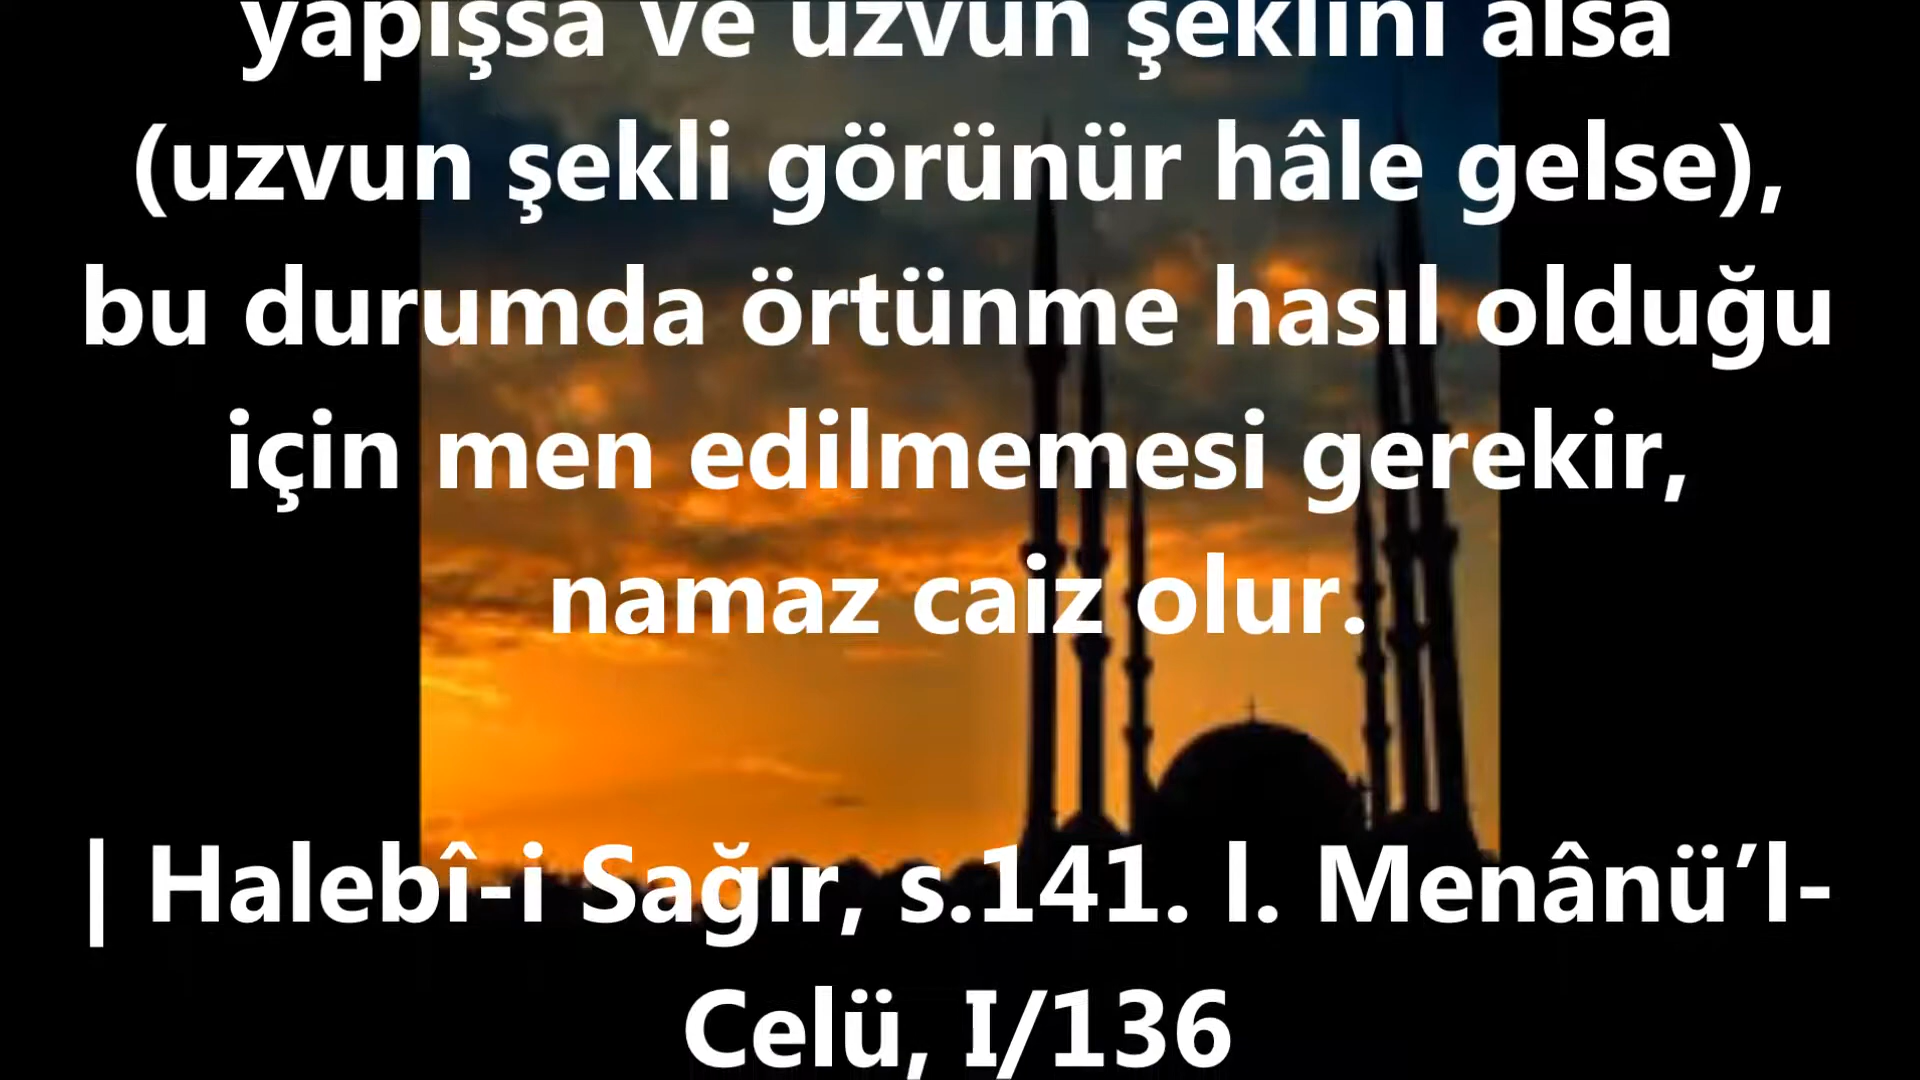 yapışsa ve uzvun şeklini alsa
(uzvun şekli görünür hâle gelse),
bu durumda örtünme hasıl olduğu
için men edilmemesi gerekir,
namaz caiz olur.
| Halebî-i Sağır, s.141. l. Menânü’l-
Celü, I/136